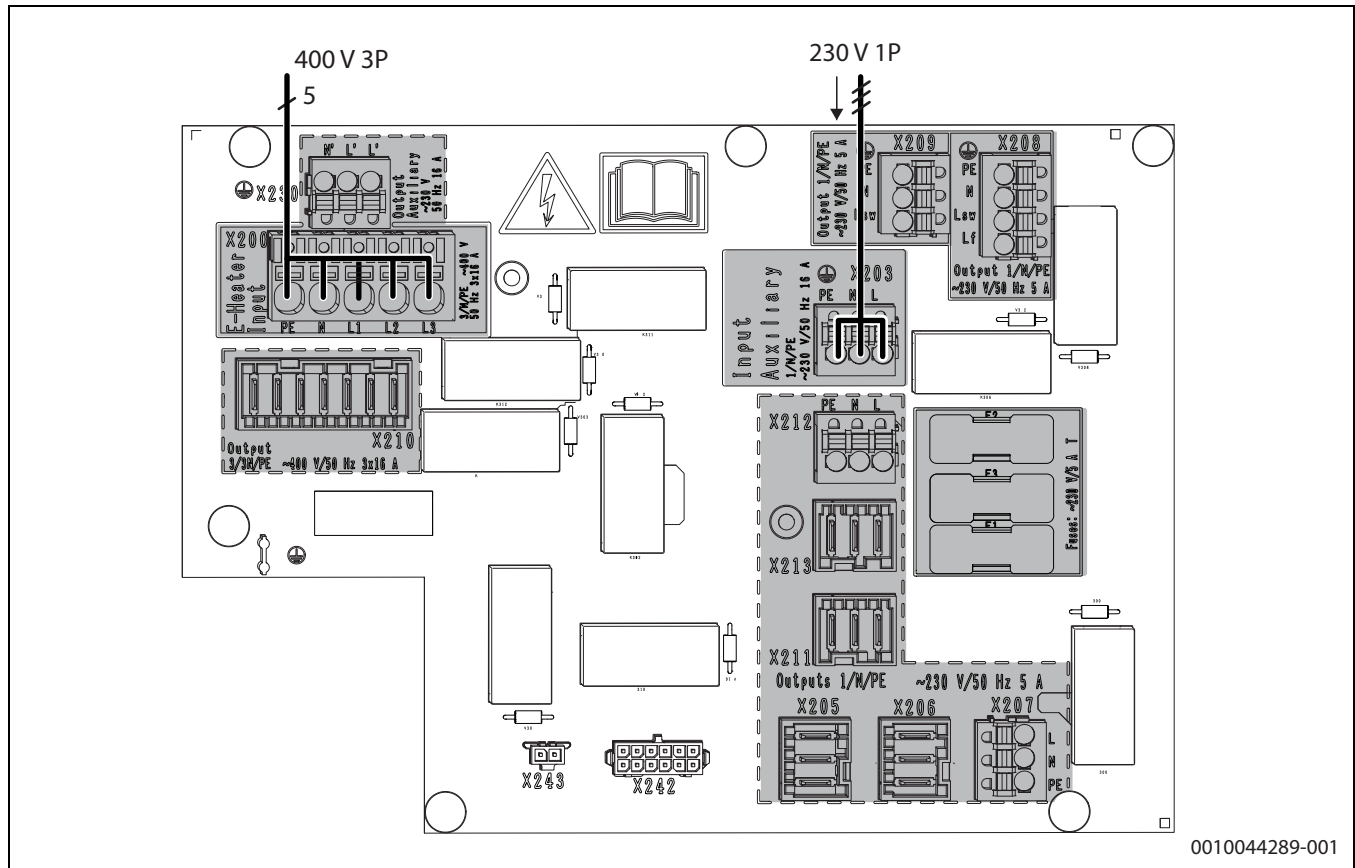 400 V 3P
5
230 V 1P
N' L' L'
X230
Output
Auxiliary
~230 V
50 Hz 16 A
X200
E-Heater
Input
3/N/PE ~400 V
50 Hz 3x16 A
PE N L1 L2 L3
X210
Output
3/3N/PE ~400 V/50 Hz 3x16 A
Output 1/N/PE
~230 V/50 Hz 5 A
X209
X208
PE
N
Lsw
Lf
Output 1/N/PE
~230 V/50 Hz 5 A
X203
PE N L
Input
Auxiliary
1/N/PE
~230 V/50 Hz 16 A
PE N L
X212
X213
X211
F3
Fuses: ~230 V/5 A T
Outputs 1/N/PE ~230 V/50 Hz 5 A
X205
X206
X207
L
N
PE
X243
X242
0010044289-001